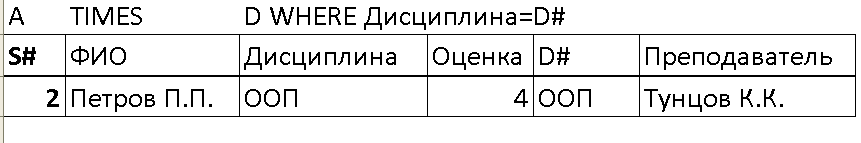 A TIMES D WHERE Дисциплина=D#
S# ФИО Дисциплина Оценка D# Преподаватель
2 Петров П.П. ООП 4 ООП Тунцов К.К.